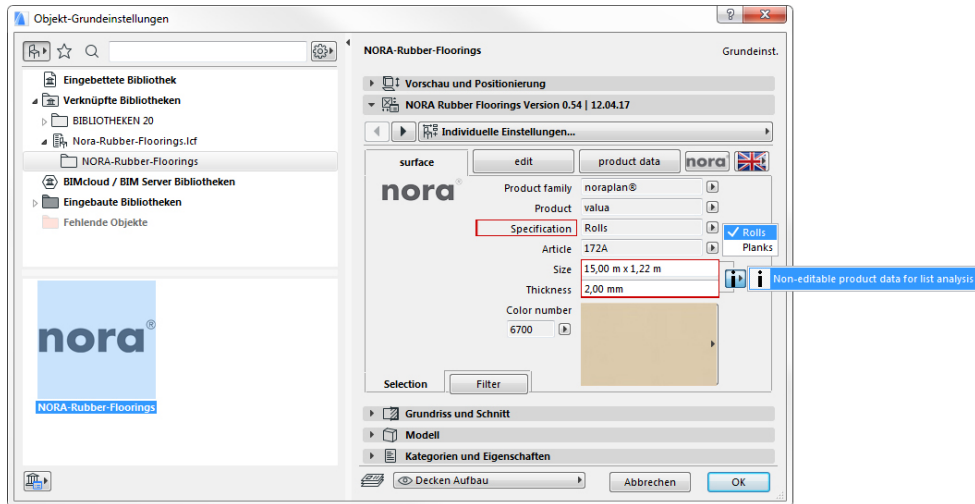 Objekt-Grundeinstellungen
Eingebettete Bibliothek
Verknüpfte Bibliotheken
BIBLIOTHEKEN 20
Nora-Rubber-Floorings.lcf
NORA-Rubber-Floorings
BIMcloud / BIM Server Bibliotheken
Eingebaute Bibliotheken
Fehlende Objekte
nora®
NORA-Rubber-Floorings
NORA-Rubber-Floorings Grundeinst.
Vorschau und Positionierung
NORA Rubber Floorings Version 0.54 | 12.04.17
Individuelle Einstellungen...
surface edit product data nora
nora®
Product family noraplan®
Product valua
Specification Rolls
Rolls
Planks
Article 172A
Size 15,00 m x 1,22 m
Thickness 2,00 mm
Non-editable product data for list analysis
Color number
6700
Selection Filter
Grundriss und Schnitt
Modell
Kategorien und Eigenschaften
Decken Aufbau Abbrechen OK